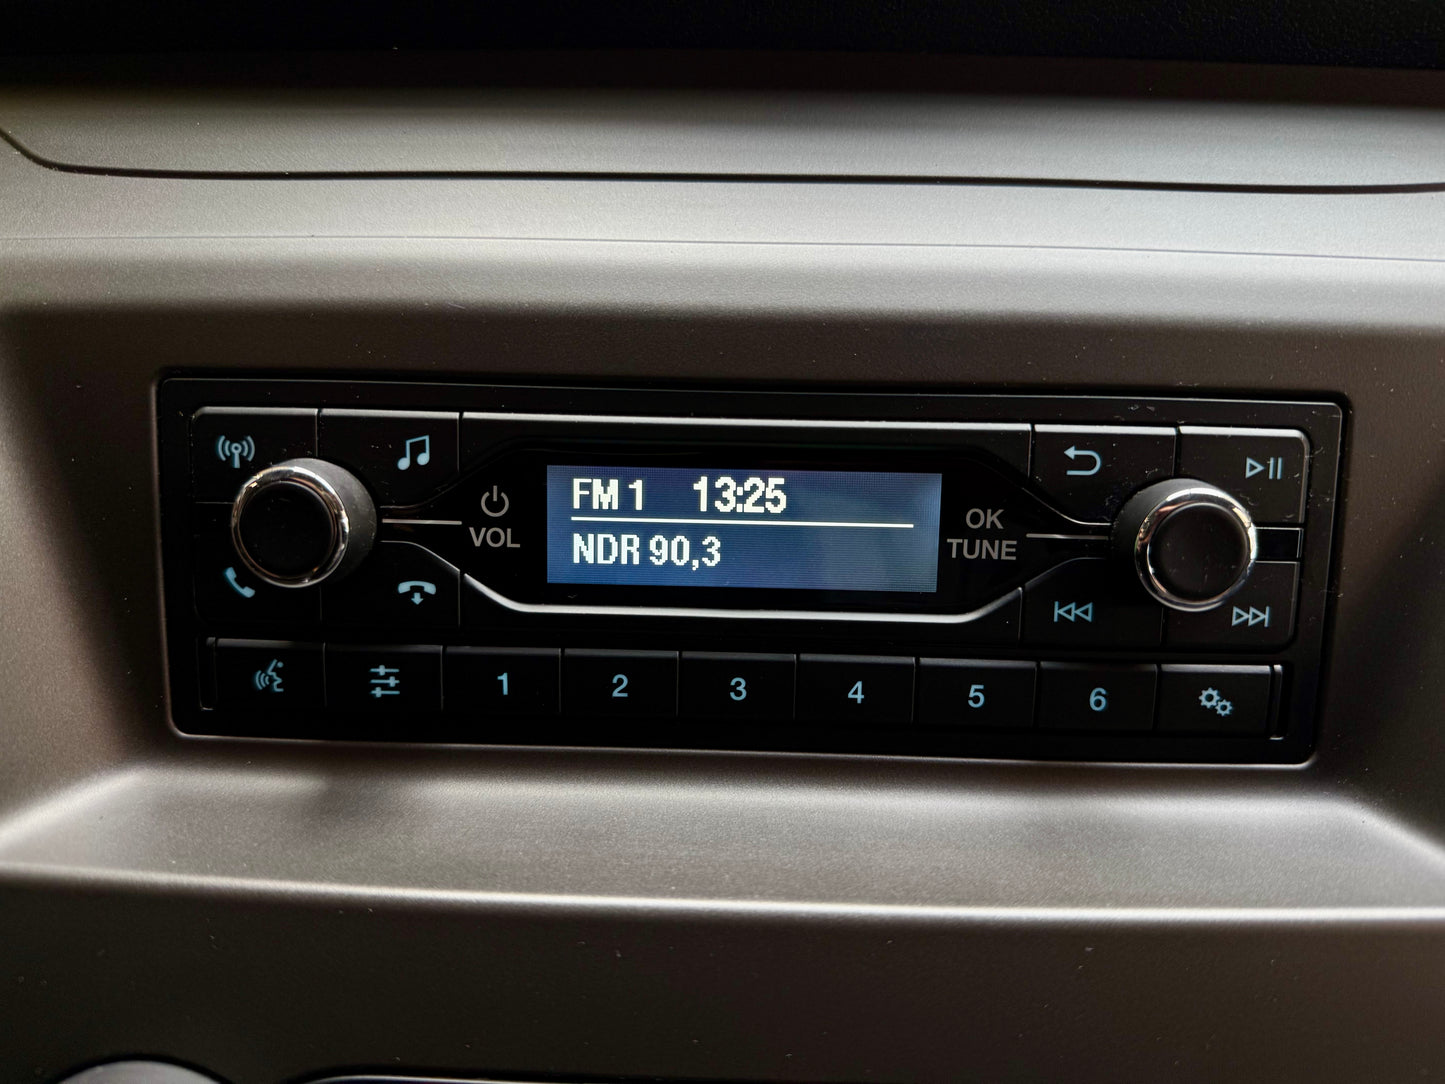 FM 1 13:25
NDR 90,3
VOL
OK
TUNE
1 2 3 4 5 6